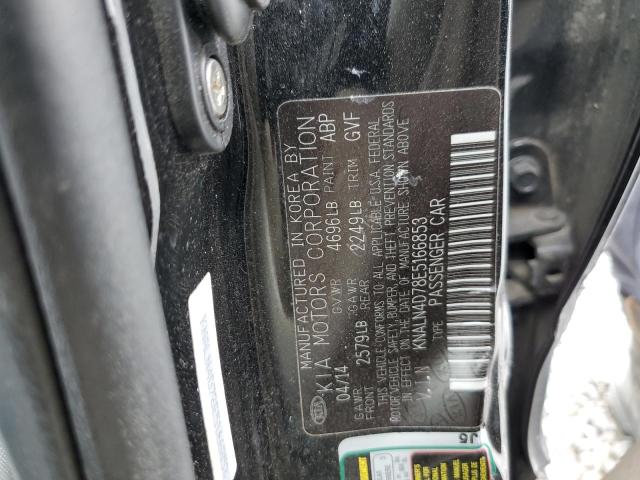 MANUFACTURED IN KOREA BY
KIA MOTORS CORPORATION
04/14 GVWR 4696LB PAINT ABP
GAWR FRONT 2579LB GAWR REAR 2249LB TRIM GVF
THIS VEHICLE CONFORMS TO ALL APPLICABLE U.S.A. FEDERAL
MOTOR VEHICLE SAFETY, BUMPER, AND THEFT PREVENTION STANDARDS
IN EFFECT ON THE DATE OF MANUFACTURE SHOWN ABOVE
V.I.N KNALN4D78E5166853
PASSENGER CAR